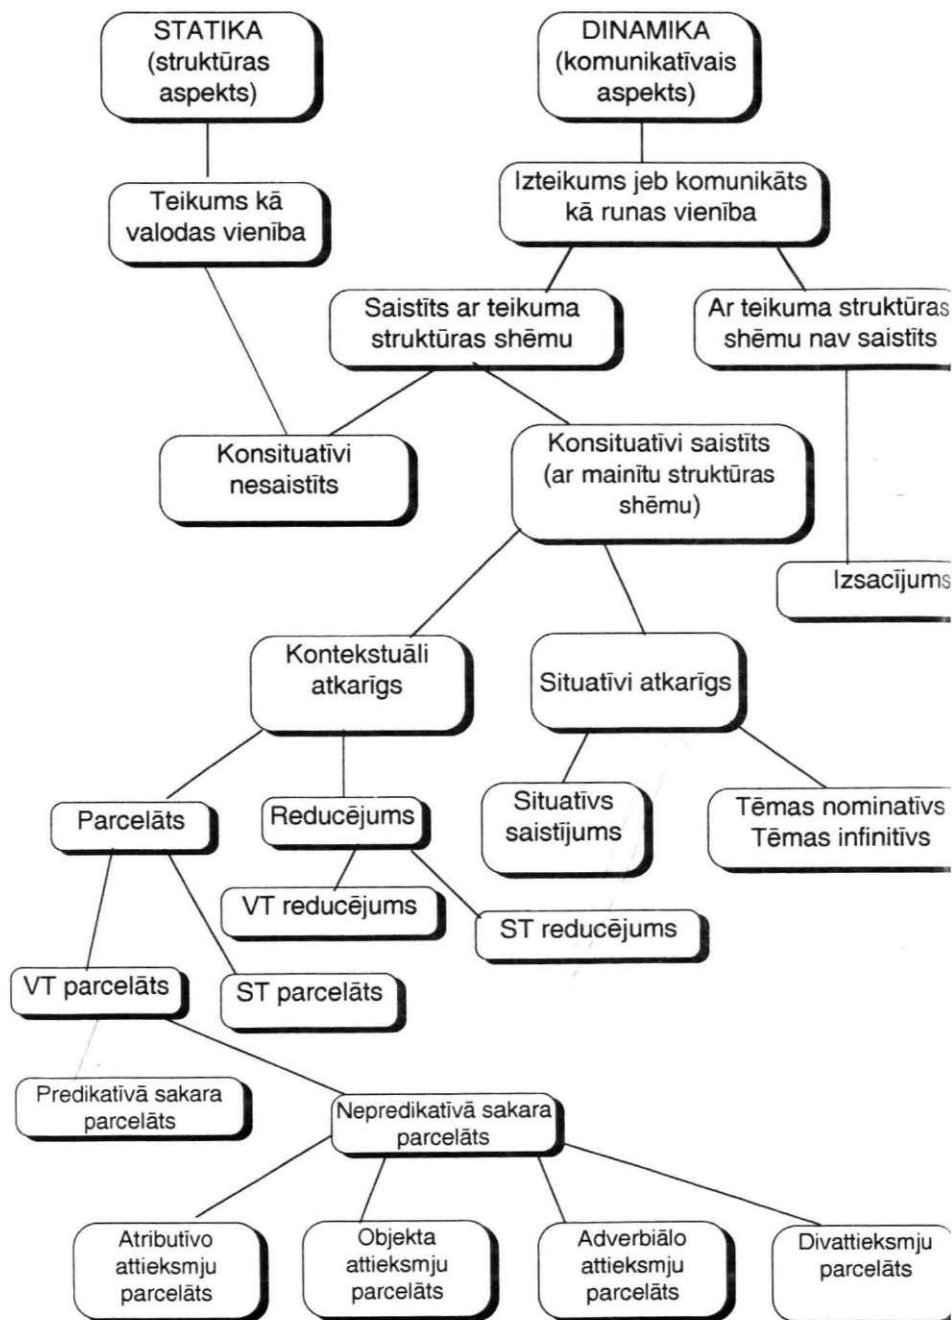 STATIKA
(struktūras
aspekts)
DINAMIKA
(komunikatīvais
aspekts)
Teikums kā
valodas vienība
Izteikums jeb komunikāts
kā runas vienība
Saistīts ar teikuma
struktūras shēmu
Ar teikuma struktūras
shēmu nav saistīts
Konsituatīvi
nesaistīts
Konsituatīvi saistīts
(ar mainītu struktūras
shēmu)
Izsacījums
Kontekstuāli
atkarīgs
Situatīvi atkarīgs
Parcelāts
Reducējums
Situatīvs
saistījums
Tēmas nominatīvs
Tēmas infinitīvs
VT reducējums
ST reducējums
VT parcelāts
ST parcelāts
Predikatīvā sakara
parcelāts
Nepredikatīvā sakara
parcelāts
Atributīvo
attieksmju
parcelāts
Objekta
attieksmju
parcelāts
Adverbiālo
attieksmju
parcelāts
Divattieksmju
parcelāts